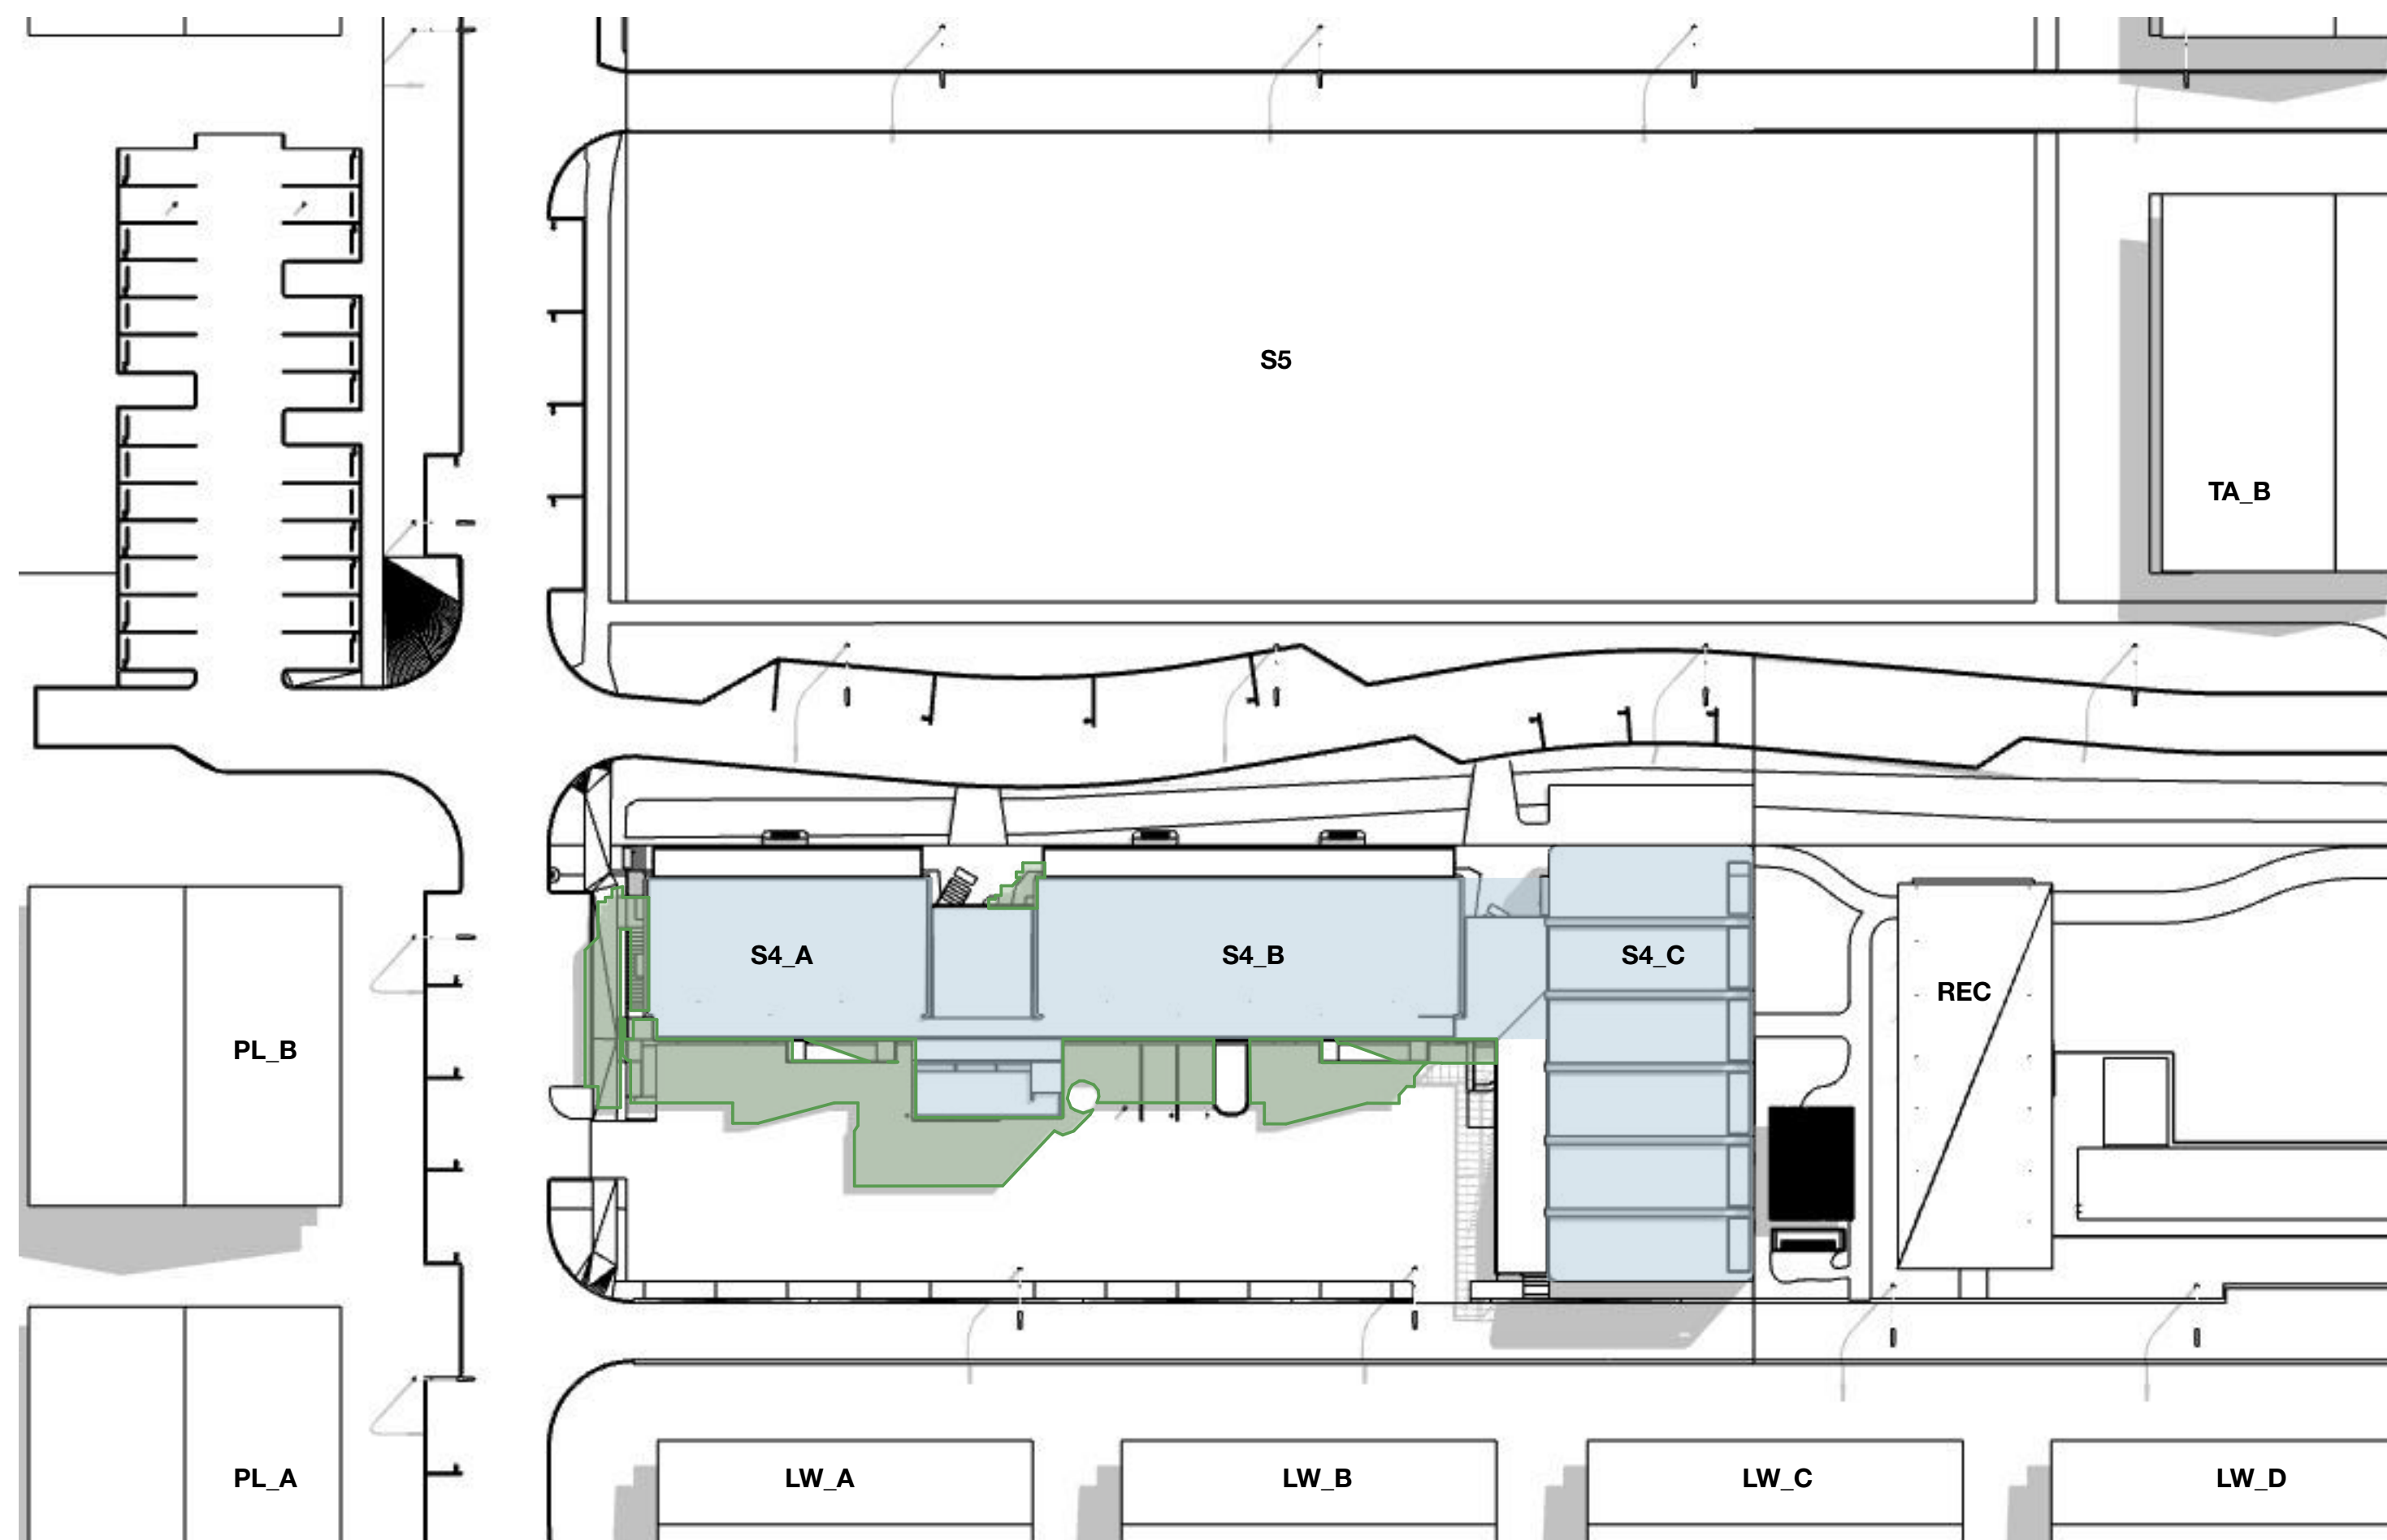 S5
TA_B
S4_A
S4_B
S4_C
REC
PL_B
PL_A
LW_A
LW_B
LW_C
LW_D